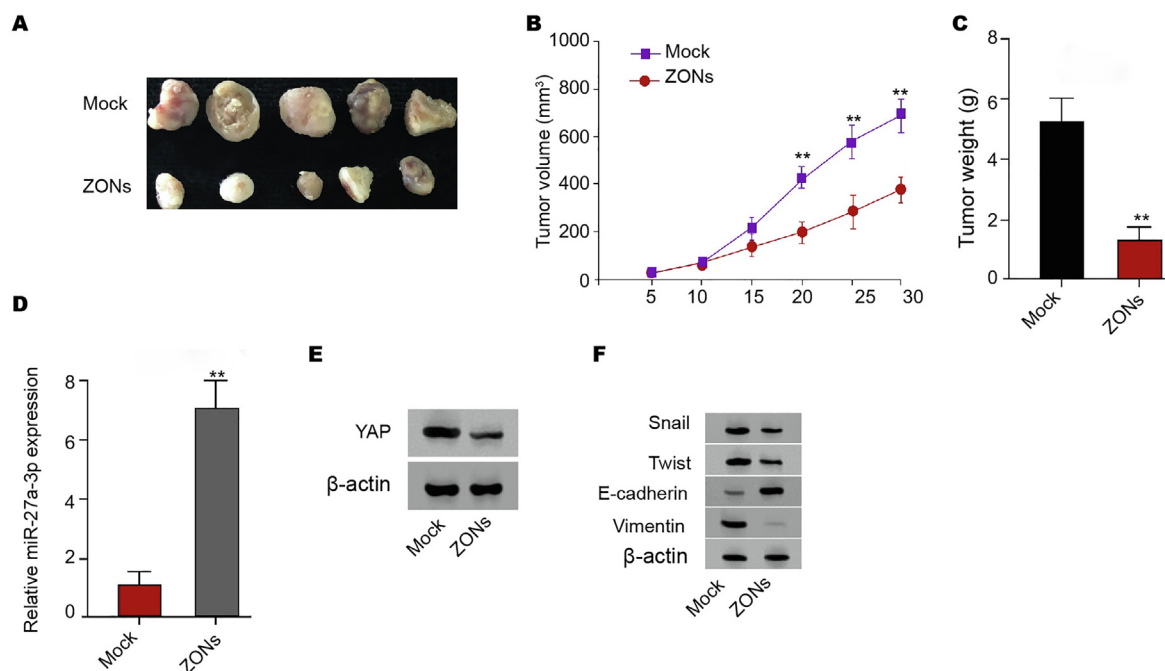 A
Mock
ZONs
B
1000
800
600
400
200
0
Tumor volume (mm³)
Mock
ZONs
**
**
**
5 10 15 20 25 30
C
8
6
4
2
0
Tumor weight (g)
**
Mock
ZONs
D
8
6
4
2
0
Relative miR-27a-3p expression
**
Mock
ZONs
E
YAP
β-actin
Mock
ZONs
F
Snail
Twist
E-cadherin
Vimentin
β-actin
Mock
ZONs